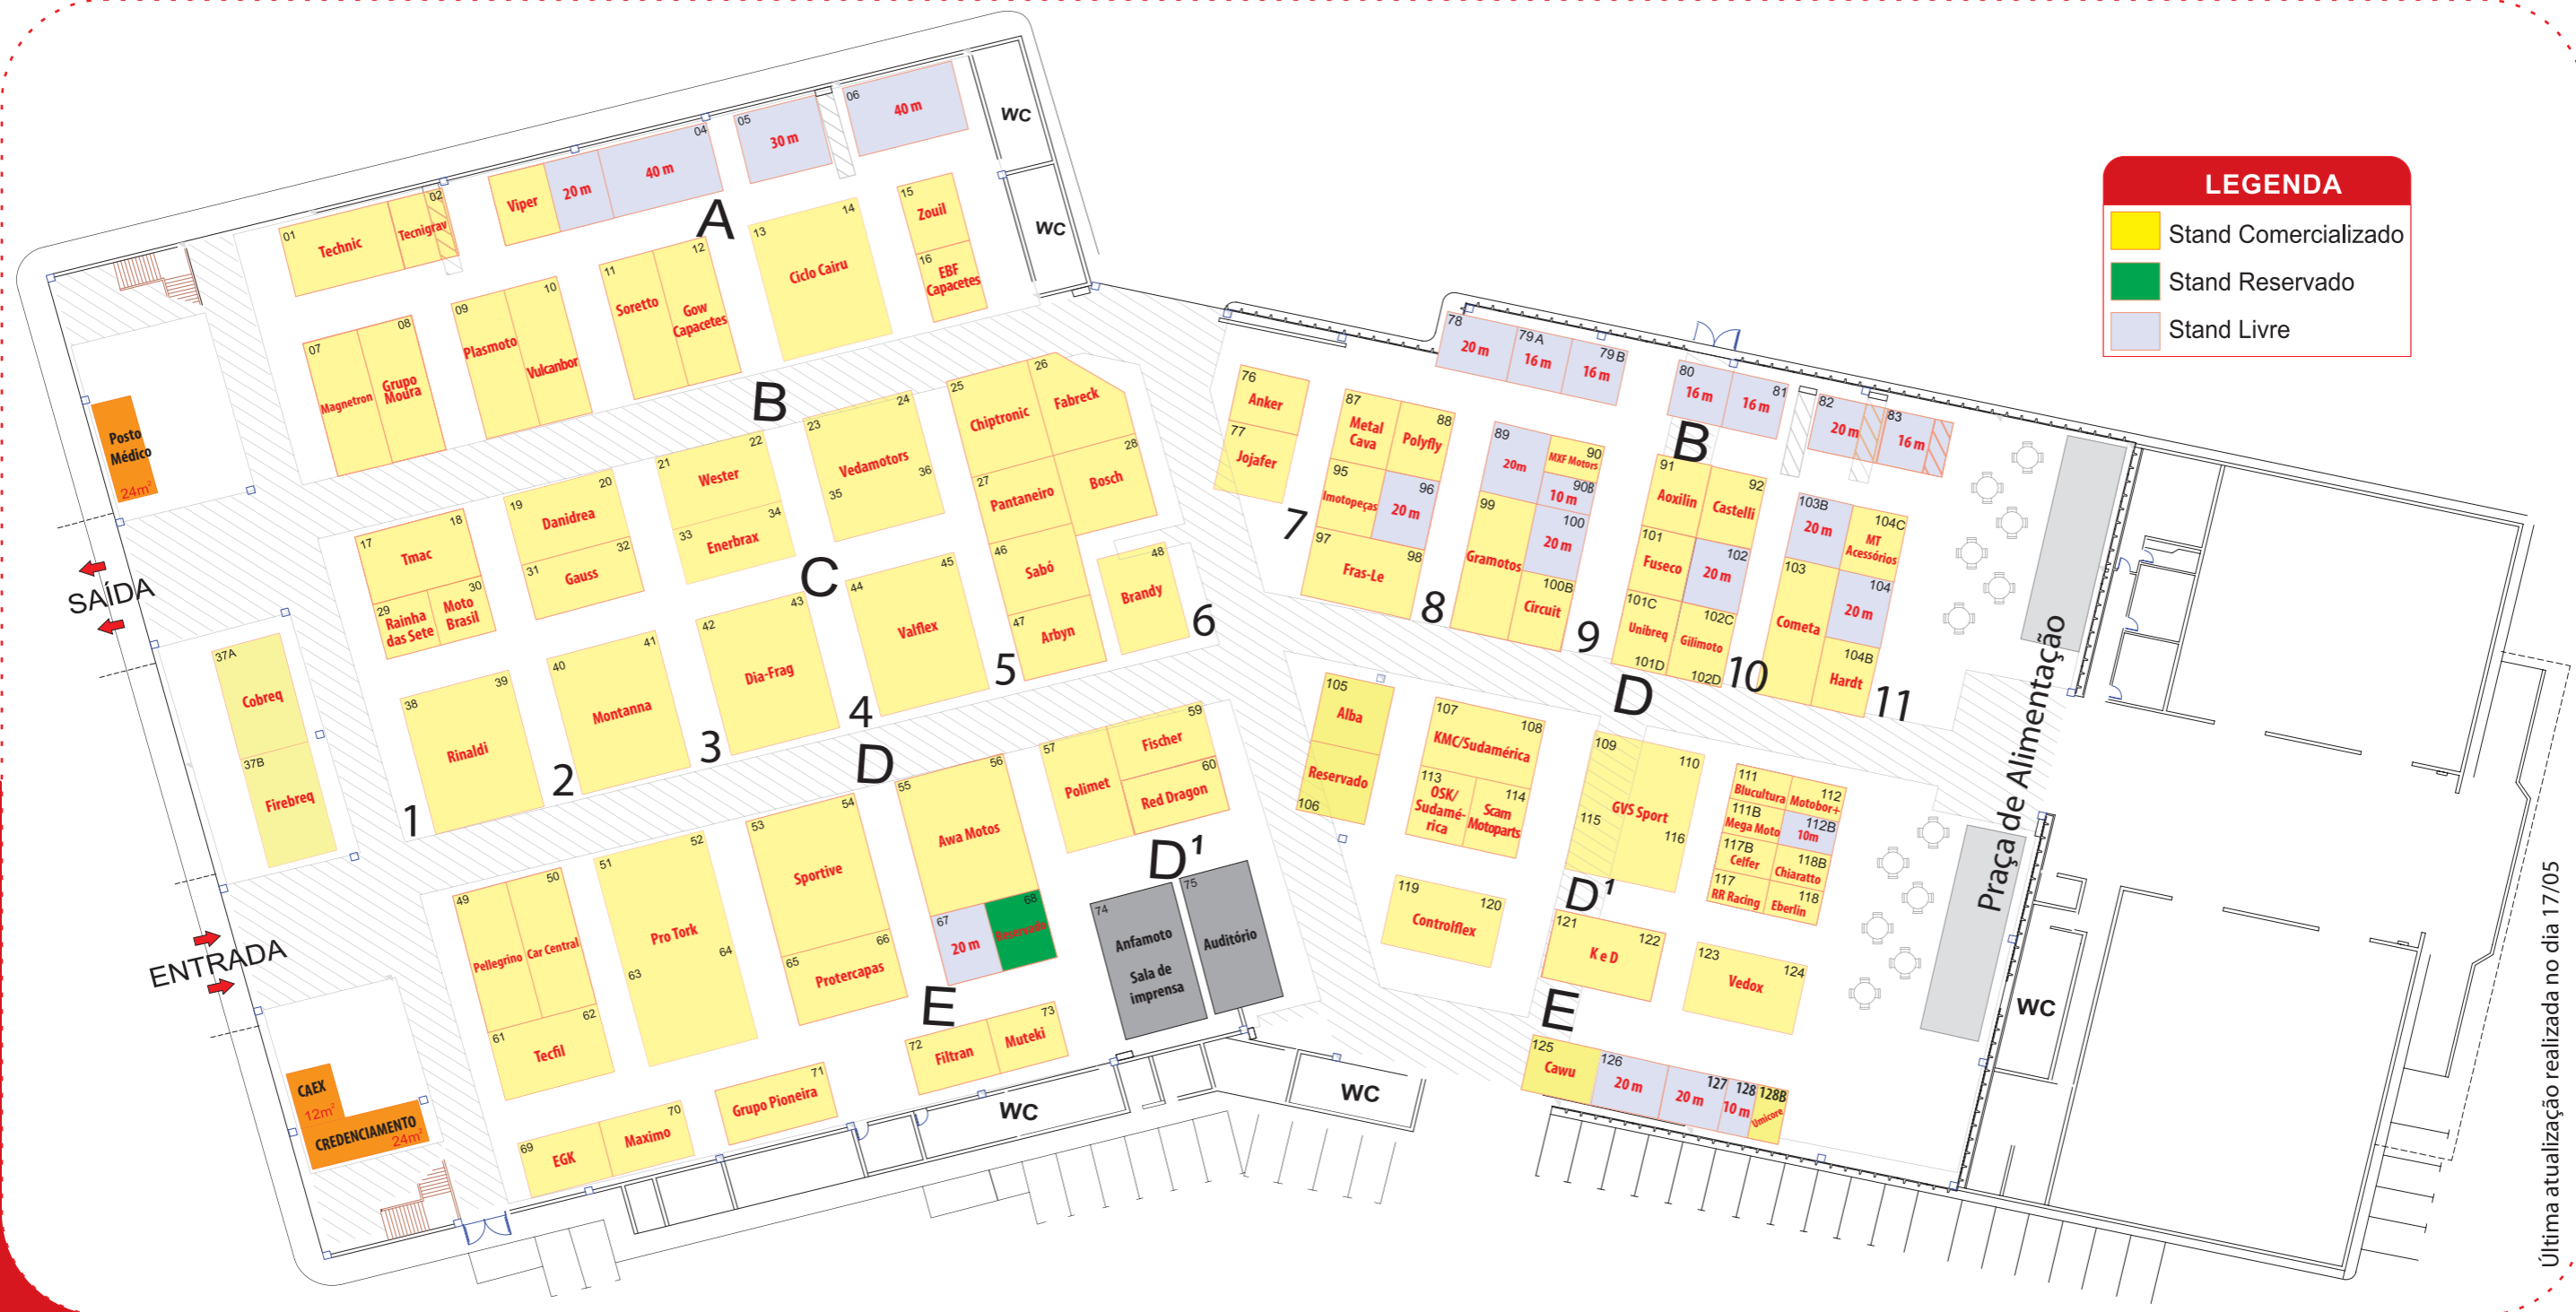 LEGENDA
Stand Comercializado
Stand Reservado
Stand Livre
WC
WC
01
Technic
02
Tecnigrav
Viper
20 m
04
40 m
05
30 m
06
40 m
A
07
Magnetron
08
Grupo
Moura
09
Plasmoto
10
Vulcanbor
11
Soretto
12
Gow
Capacetes
13
14
Ciclo Cairu
15
Zouil
16
EBF
Capacetes
Posto
Médico
24m²
B
17
18
Tmac
29
Rainha
das Sete
30
Moto
Brasil
19
20
Danidrea
31
32
Gauss
21
22
Wester
33
34
Enerbrax
23
24
Vedamotors
35
36
25
Chiptronic
26
Fabreck
27
Pantaneiro
28
Bosch
46
Sabó
47
Arbyn
48
Brandy
C
SAÍDA
37A
Cobreq
37B
Firebreq
38
39
Rinaldi
40
41
Montanna
42
43
Dia-Frag
44
45
Valflex
1
2
3
4
5
6
D
ENTRADA
49
Pellegrino
50
Car Central
61
62
Tecfil
51
52
Pro Tork
63
64
53
54
Sportive
65
66
Protercapas
55
56
Awa Motos
67
20 m
68
Reservado
57
Polimet
59
Fischer
60
Red Dragon
D¹
74
Anfamoto
Sala de
imprensa
75
Auditório
E
69
EGK
70
Maximo
71
Grupo Pioneira
72
Filtran
73
Muteki
CAEX
12m²
CREDENCIAMENTO
24m²
WC
WC
76
Anker
77
Jojafer
78
20 m
79A
16 m
79B
16 m
80
16 m
81
16 m
82
20 m
83
16 m
B
87
Metal
Cava
88
Polyfly
95
Imotopeças
96
20 m
97
98
Fras-Le
89
20m
90
MXF Motors
90B
10 m
99
Gramotos
100
20 m
100B
Circuit
91
Aoxilin
92
Castelli
101
Fuseco
102
20 m
101C
Unibreq
101D
102C
Gilimoto
102D
103B
20 m
104C
MT
Acessórios
103
Cometa
104
20 m
104B
Hardt
7
8
9
10
11
D
105
Alba
Reservado
106
107
108
KMC/Sudamérica
113
OSK/
Sudamé-
rica
114
Scam
Motoparts
109
110
GVS Sport
115
116
111
Blucultura
112
Motobor+
111B
Mega Moto
112B
10m
117B
Celfer
118B
Chiaratto
117
RR Racing
118
Eberlin
D¹
119
120
Controlflex
121
122
K e D
123
124
Vedox
E
125
Cawu
126
20 m
127
20 m
128
10 m
128B
Umicore
Praça de Alimentação
WC
Última atualização realizada no dia 17/05